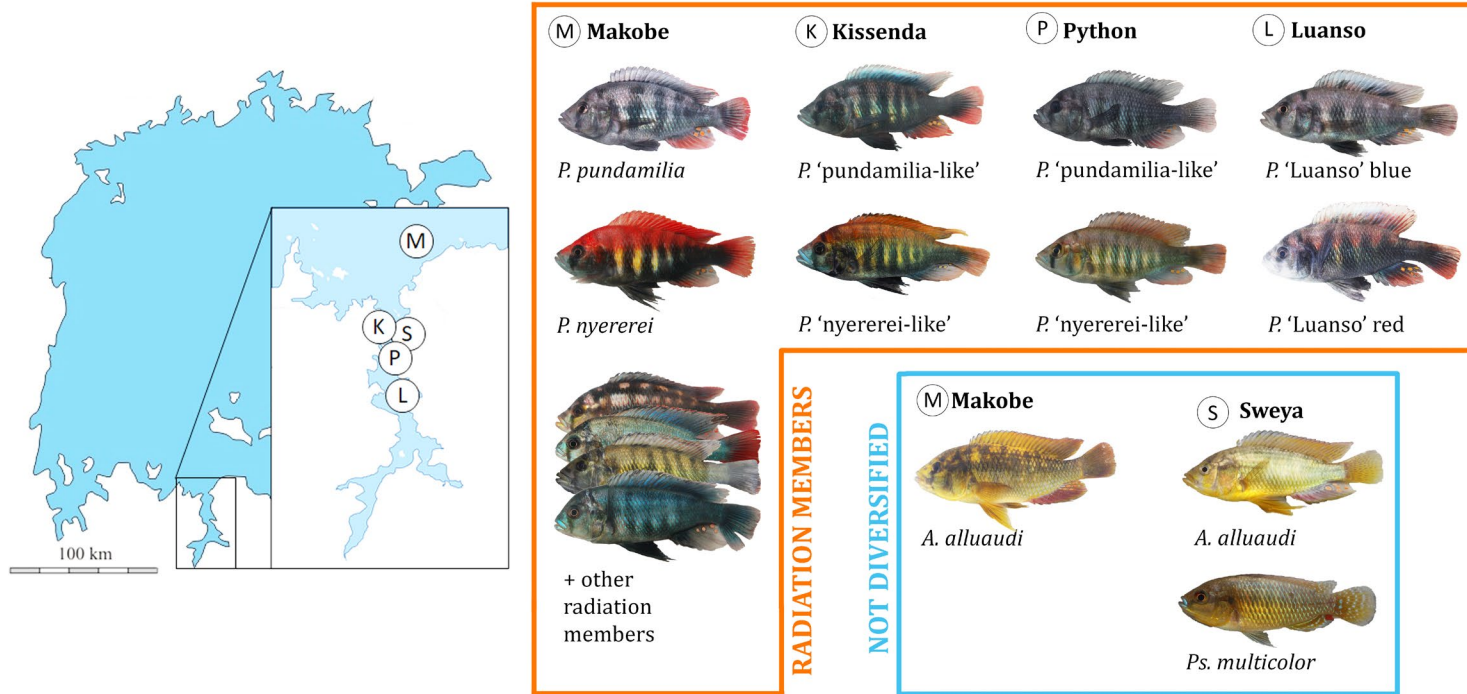 100 km
M
K
S
P
L
M Makobe
K Kissenda
P Python
L Luanso
P. pundamilia
P. ‘pundamilia-like’
P. ‘pundamilia-like’
P. ‘Luanso’ blue
P. nyererei
P. ‘nyererei-like’
P. ‘nyererei-like’
P. ‘Luanso’ red
+ other
radiation
members
RADIATION MEMBERS
NOT DIVERSIFIED
M Makobe
S Sweya
A. alluaudi
A. alluaudi
Ps. multicolor